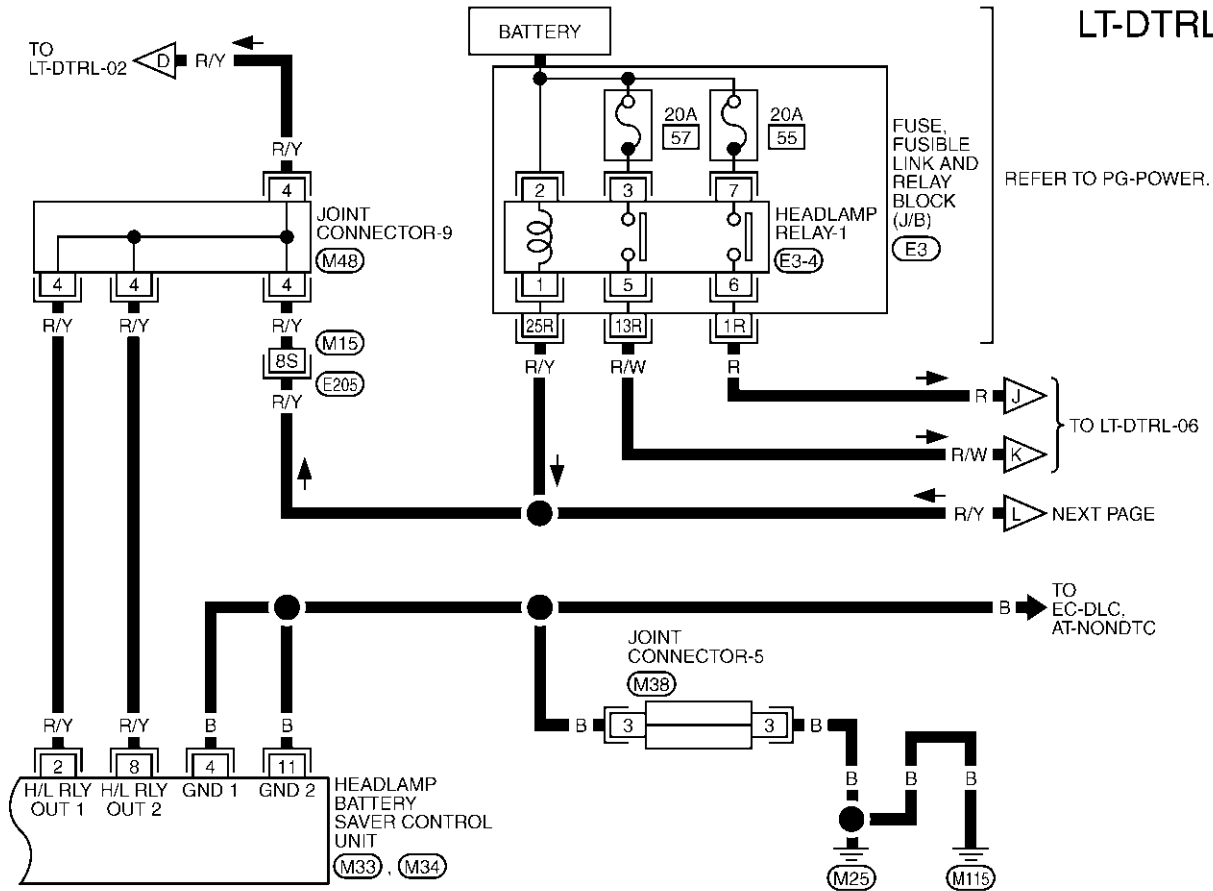 LT-DTRL
BATTERY
TO
LT-DTRL-02
D
R/Y
R/Y
4
JOINT
CONNECTOR-9
M48
4
4
4
R/Y
R/Y
R/Y
M15
8S
E205
R/Y
20A
57
20A
55
2
3
7
HEADLAMP
RELAY-1
E3-4
1
5
6
25R
13R
1R
R/Y
R/W
R
FUSE,
FUSIBLE
LINK AND
RELAY
BLOCK
(J/B)
E3
REFER TO PG-POWER.
R
J
R/W
K
TO LT-DTRL-06
R/Y
L
NEXT PAGE
B
TO
EC-DLC,
AT-NONDTC
JOINT
CONNECTOR-5
M38
B
3
3
B
B
B
B
M25
M115
R/Y
R/Y
B
B
2
8
4
11
H/L RLY
OUT 1
H/L RLY
OUT 2
GND 1
GND 2
HEADLAMP
BATTERY
SAVER CONTROL
UNIT
M33 , M34